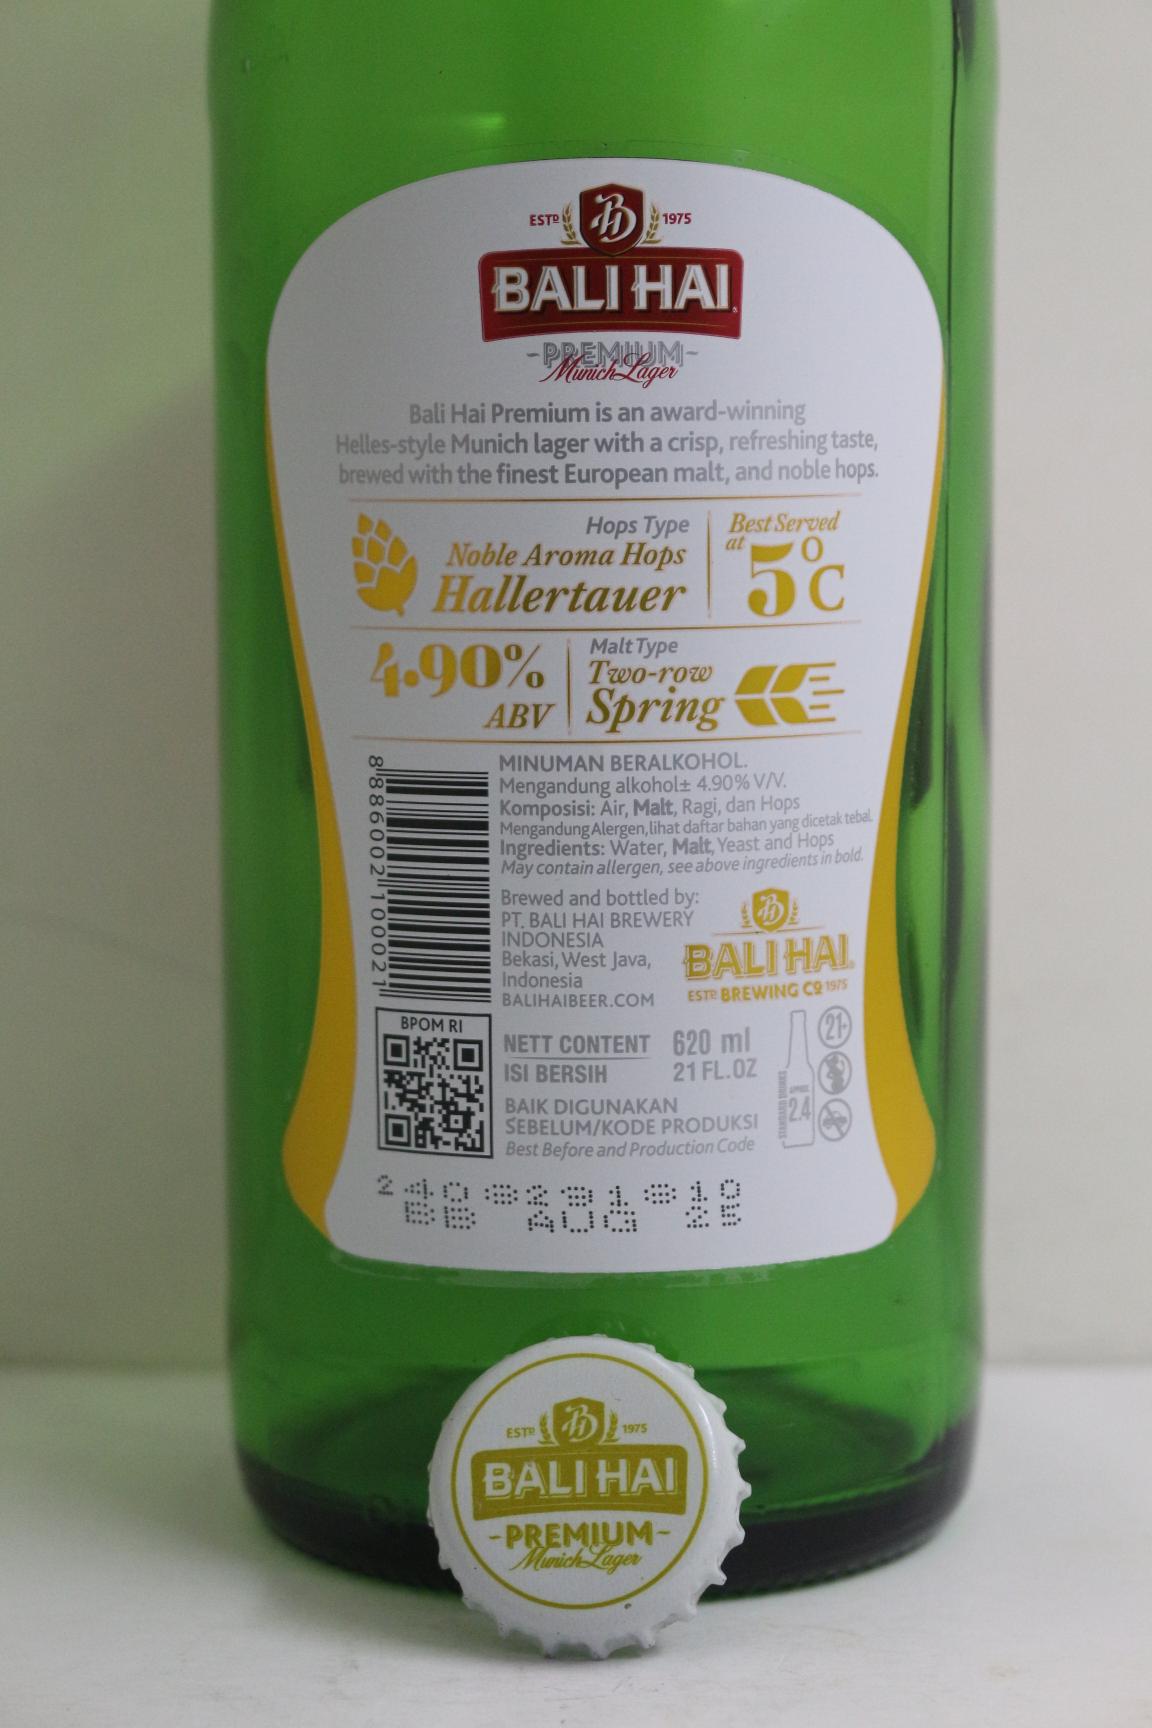 ESTD 1975
BALI HAI
-PREMIUM-
Munich Lager
Bali Hai Premium is an award-winning
Helles-style Munich lager with a crisp, refreshing taste,
brewed with the finest European malt, and noble hops.
Hops Type
Noble Aroma Hops
Hallertauer
Best Served
at 5°C
4.90%
ABV
Malt Type
Two-row
Spring
8886002100021
MINUMAN BERALKOHOL.
Mengandung alkohol± 4.90% V/V.
Komposisi: Air, Malt, Ragi, dan Hops
Mengandung Alergen, lihat daftar bahan yang dicetak tebal.
Ingredients: Water, Malt, Yeast and Hops
May contain allergen, see above ingredients in bold.
Brewed and bottled by:
PT. BALI HAI BREWERY
INDONESIA
Bekasi, West Java,
Indonesia
BALIHAIBEER.COM
BALI HAI
ESTD BREWING CO 1975
BPOM RI
NETT CONTENT
ISI BERSIH
620 ml
21 FL.OZ
BAIK DIGUNAKAN
SEBELUM/KODE PRODUKSI
Best Before and Production Code
STANDARD DRINKS
APPROX.
2.4
21+
BB AUG 25
ESTD 1975
BALI HAI
-PREMIUM-
Munich Lager